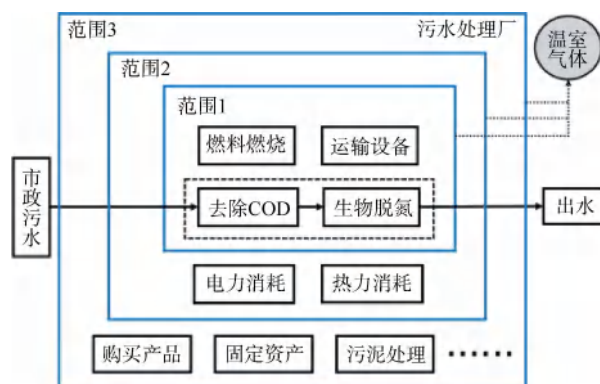 范围3
污水处理厂
温室
气体
范围2
范围1
燃料燃烧
运输设备
市政污水
去除COD
生物脱氮
出水
电力消耗
热力消耗
购买产品
固定资产
污泥处理
……